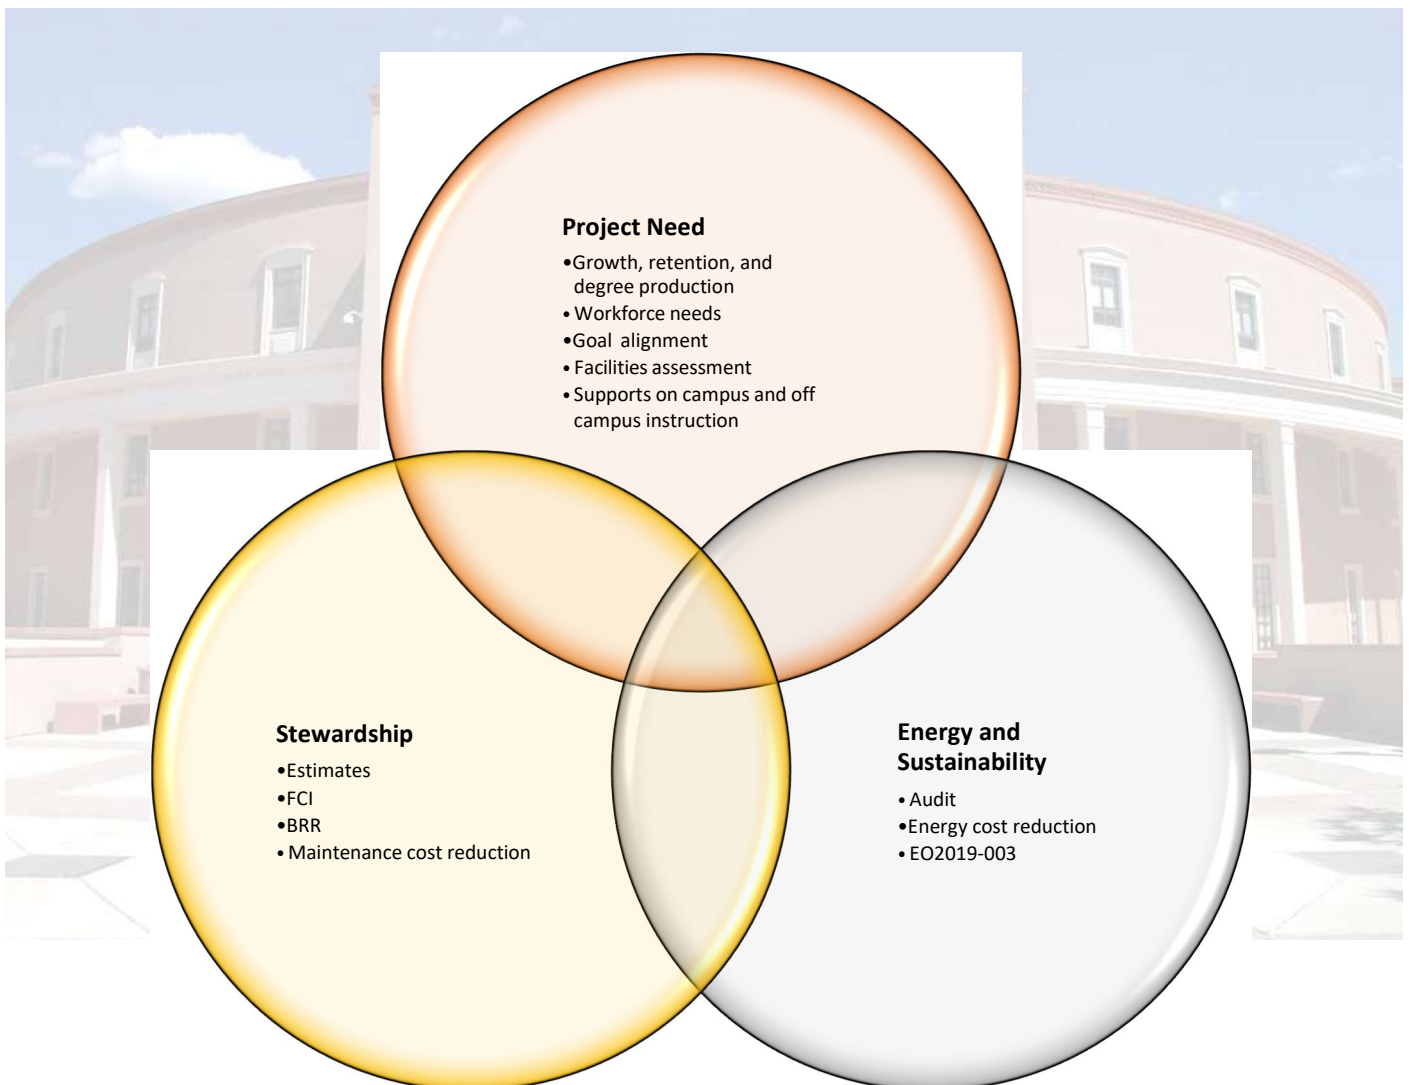 Project Need
•Growth, retention, and
degree production
• Workforce needs
•Goal alignment
• Facilities assessment
• Supports on campus and off
campus instruction
Stewardship
•Estimates
•FCI
•BRR
• Maintenance cost reduction
Energy and
Sustainability
• Audit
•Energy cost reduction
• EO2019-003